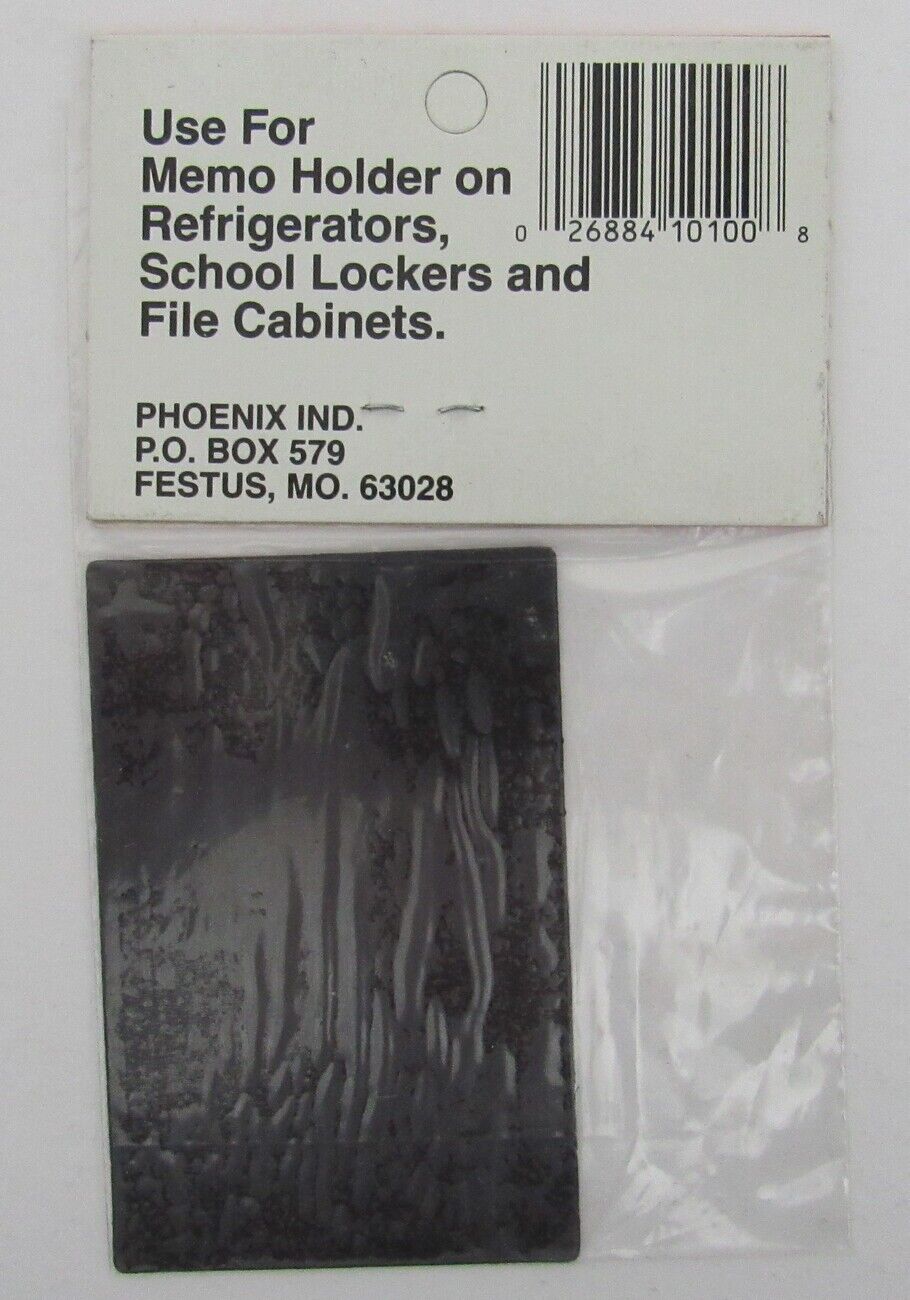 Use For
Memo Holder on
Refrigerators,
School Lockers and
File Cabinets.
0 26884 10100 8
PHOENIX IND.
P.O. BOX 579
FESTUS, MO. 63028